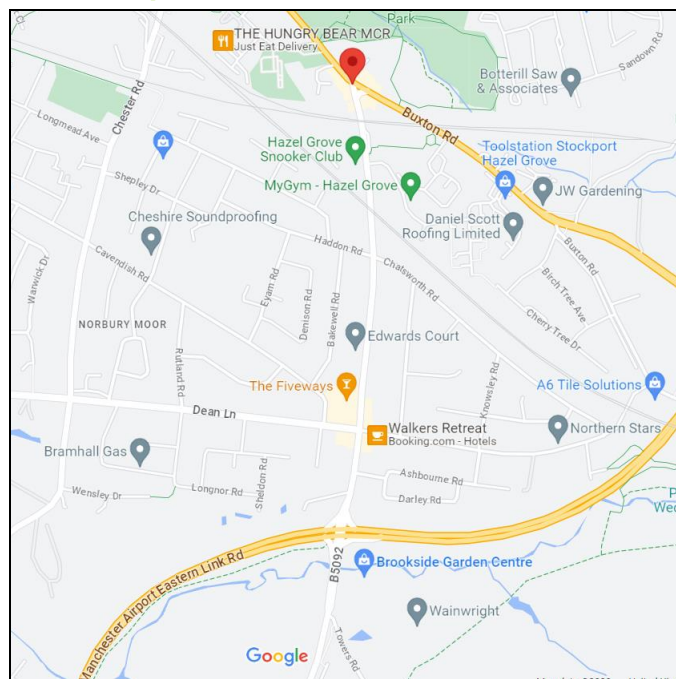 THE HUNGRY BEAR MCR
Just Eat Delivery
Park
Sandown Rd
Botterill Saw
& Associates
Chester Rd
Longmead Ave
Buxton Rd
Hazel Grove
Snooker Club
Toolstation Stockport
Hazel Grove
Shepley Dr
MyGym - Hazel Grove
JW Gardening
Cheshire Soundproofing
Daniel Scott
Roofing Limited
Haddon Rd
Cavendish Rd
Chatsworth Rd
Buxton Rd
Warwick Dr
Eyam Rd
Denison Rd
Bakewell Rd
Birch Tree Ave
Cherry Tree Dr
NORBURY MOOR
Edwards Court
Rutland Rd
The Fiveways
Knowsley Rd
A6 Tile Solutions
Dean Ln
Walkers Retreat
Booking.com - Hotels
Northern Stars
Bramhall Gas
Sheldon Rd
Ashbourne Rd
Wensley Dr
Longnor Rd
Darley Rd
Manchester Airport Eastern Link Rd
B5092
Brookside Garden Centre
Wainwright
Towers Rd
Google